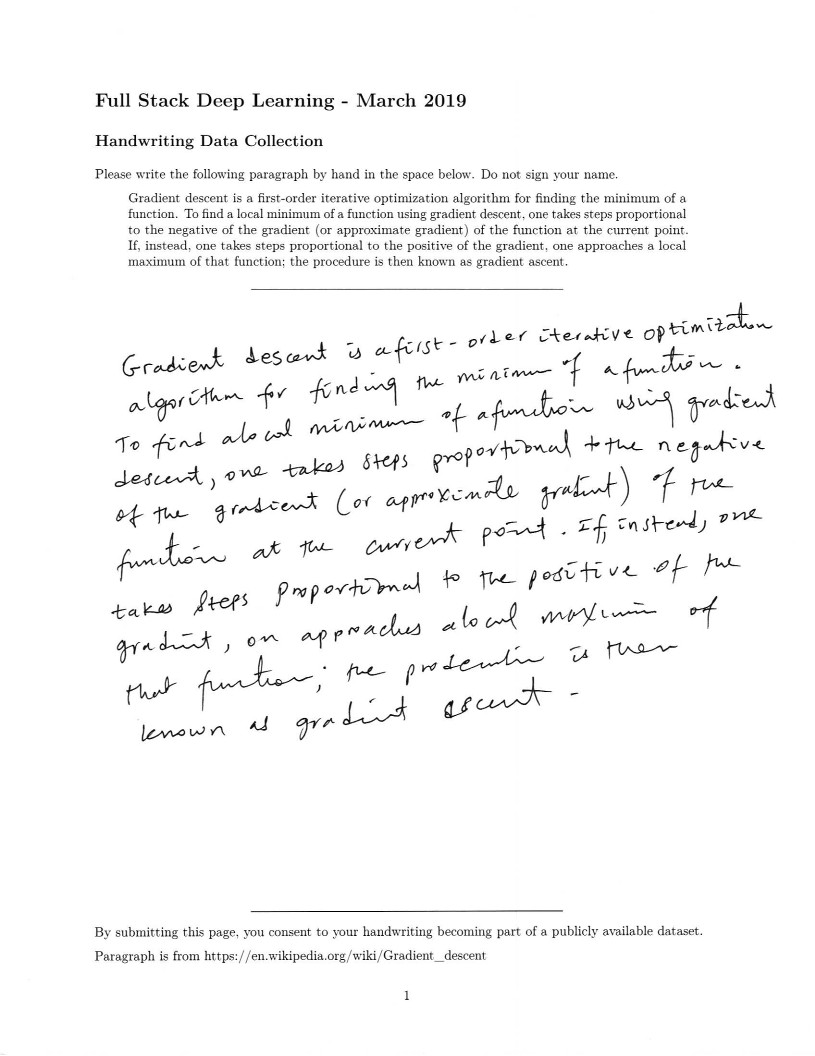 Full Stack Deep Learning - March 2019
Handwriting Data Collection
Please write the following paragraph by hand in the space below. Do not sign your name.
Gradient descent is a first-order iterative optimization algorithm for finding the minimum of a
function. To find a local minimum of a function using gradient descent, one takes steps proportional
to the negative of the gradient (or approximate gradient) of the function at the current point.
If, instead, one takes steps proportional to the positive of the gradient, one approaches a local
maximum of that function; the procedure is then known as gradient ascent.
Gradient descent is a first-order iterative optimization
algorithm for finding the minimum of a function.
To find a local minimum of a function using gradient
descent, one takes steps proportional to the negative
of the gradient (or approximate gradint) of the
function at the current point. If, instead, one
takes steps proportional to the positive of the
gradint, on approaches a local maximum of
that function; the is then
known as gradint ascent.
By submitting this page, you consent to your handwriting becoming part of a publicly available dataset.
Paragraph is from https://en.wikipedia.org/wiki/Gradient_descent
1